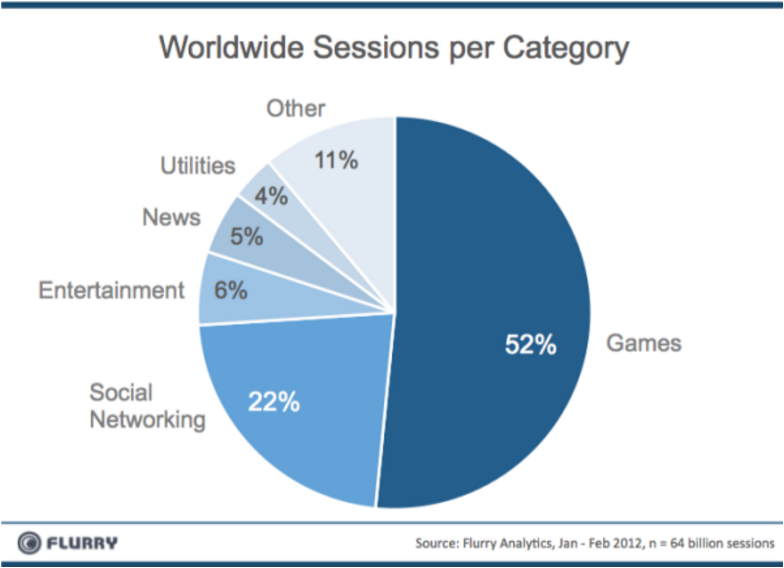 Worldwide Sessions per Category
Other
11%
Utilities
4%
News
5%
Entertainment
6%
52%
Games
Social
Networking
22%
FLURRY
Source: Flurry Analytics, Jan - Feb 2012, n = 64 billion sessions